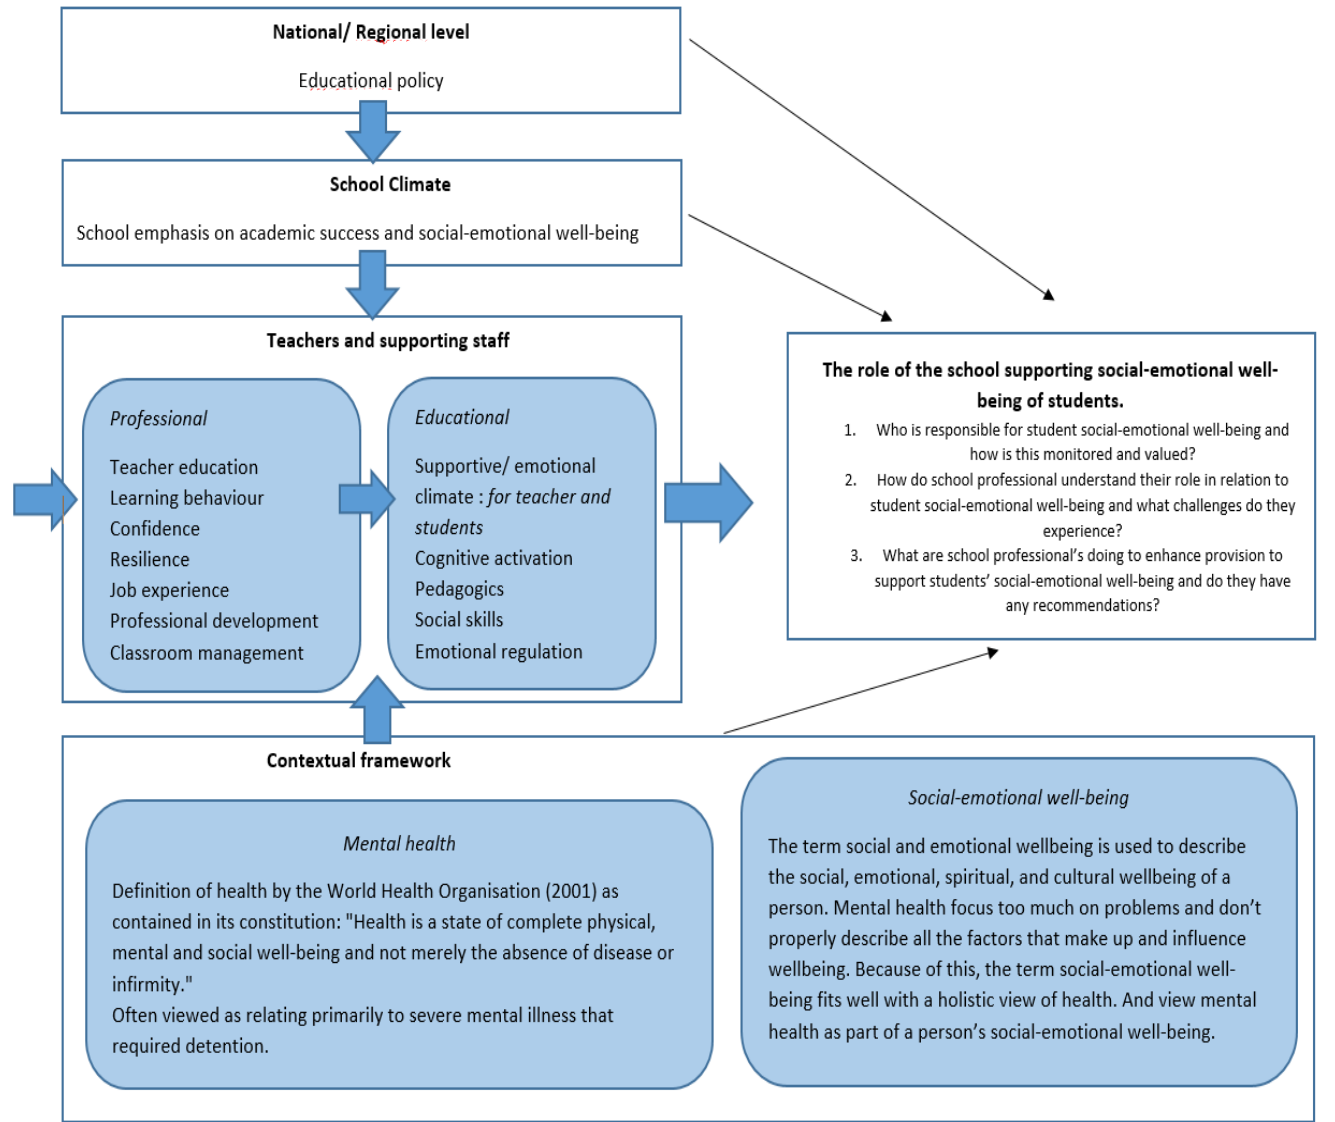 National/ Regional level
Educational policy
School Climate
School emphasis on academic success and social-emotional well-being
Teachers and supporting staff
Professional
Teacher education
Learning behaviour
Confidence
Resilience
Job experience
Professional development
Classroom management
Educational
Supportive/ emotional
climate : for teacher and
students
Cognitive activation
Pedagogics
Social skills
Emotional regulation
The role of the school supporting social-emotional well-
being of students.
1. Who is responsible for student social-emotional well-being and
how is this monitored and valued?
2. How do school professional understand their role in relation to
student social-emotional well-being and what challenges do they
experience?
3. What are school professional's doing to enhance provision to
support students' social-emotional well-being and do they have
any recommendations?
Contextual framework
Mental health
Definition of health by the World Health Organisation (2001) as
contained in its constitution: "Health is a state of complete physical,
mental and social well-being and not merely the absence of disease or
infirmity."
Often viewed as relating primarily to severe mental illness that
required detention.
Social-emotional well-being
The term social and emotional wellbeing is used to describe
the social, emotional, spiritual, and cultural wellbeing of a
person. Mental health focus too much on problems and don't
properly describe all the factors that make up and influence
wellbeing. Because of this, the term social-emotional well-
being fits well with a holistic view of health. And view mental
health as part of a person's social-emotional well-being.